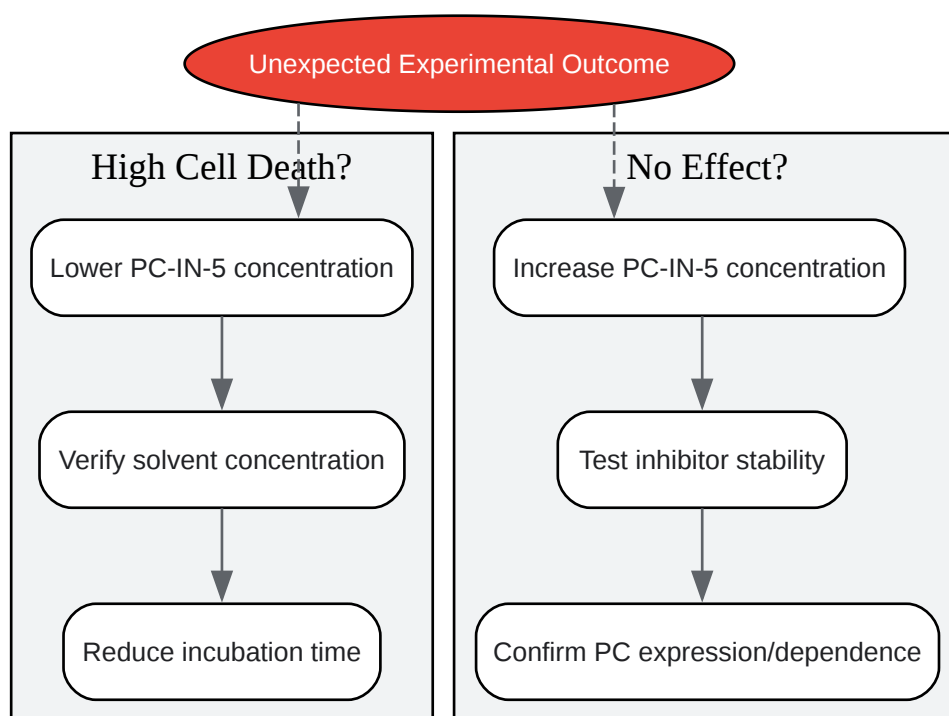 Unexpected Experimental Outcome
High Cell Death?
Lower PC-IN-5 concentration
Verify solvent concentration
Reduce incubation time
No Effect?
Increase PC-IN-5 concentration
Test inhibitor stability
Confirm PC expression/dependence